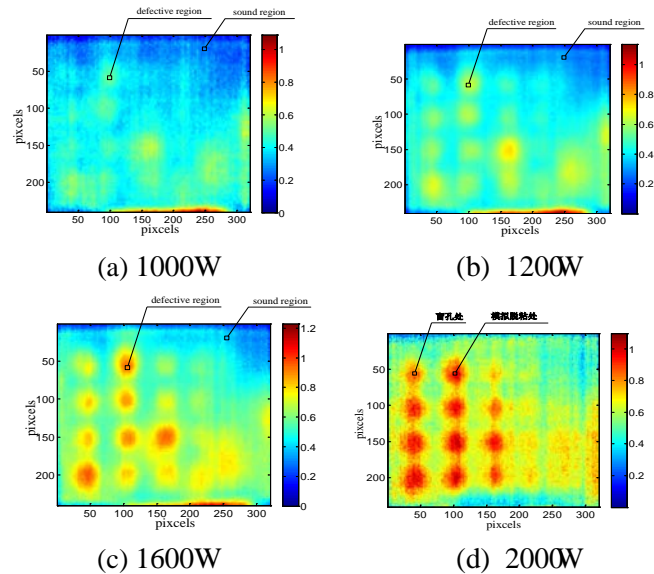 defective region
sound region
pixcels
50
100
150
200
50 100 150 200 250 300
pixcels
1
0.8
0.6
0.4
0.2
0
(a) 1000W
defective region
sound region
pixcels
50
100
150
200
50 100 150 200 250 300
pixcels
1
0.8
0.6
0.4
0.2
(b) 1200W
defective region
sound region
pixcels
50
100
150
200
50 100 150 200 250 300
pixcels
1.2
1
0.8
0.6
0.4
0.2
0
(c) 1600W
盲孔处
模拟脱粘处
pixcels
50
100
150
200
50 100 150 200 250 300
pixcels
1
0.8
0.6
0.4
0.2
(d) 2000W